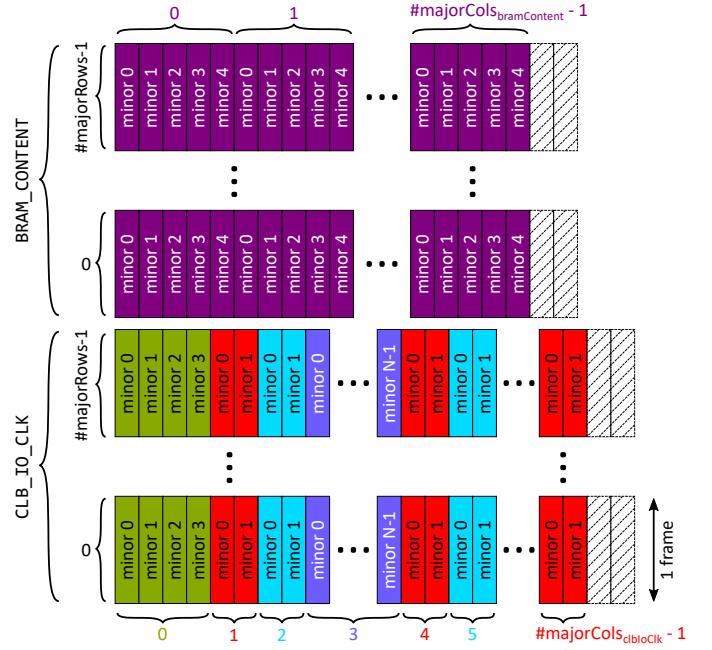 0 1 #majorCols_bramContent - 1
BRAM_CONTENT
#majorRows-1
minor 0 minor 1 minor 2 minor 3 minor 4 minor 0 minor 1 minor 2 minor 3 minor 4 ... minor 0 minor 1 minor 2 minor 3 minor 4
0
minor 0 minor 1 minor 2 minor 3 minor 4 minor 0 minor 1 minor 2 minor 3 minor 4 ... minor 0 minor 1 minor 2 minor 3 minor 4
CLB_IO_CLK
#majorRows-1
minor 0 minor 1 minor 2 minor 3 minor 0 minor 1 minor 0 minor 1 minor 0 ... minor N-1 minor 0 minor 1 minor 0 minor 1 ... minor 0 minor 1
0
minor 0 minor 1 minor 2 minor 3 minor 0 minor 1 minor 0 minor 1 minor 0 ... minor N-1 minor 0 minor 1 minor 0 minor 1 ... minor 0 minor 1
1 frame
0 1 2 3 4 5 #majorCols_clbIoClk - 1